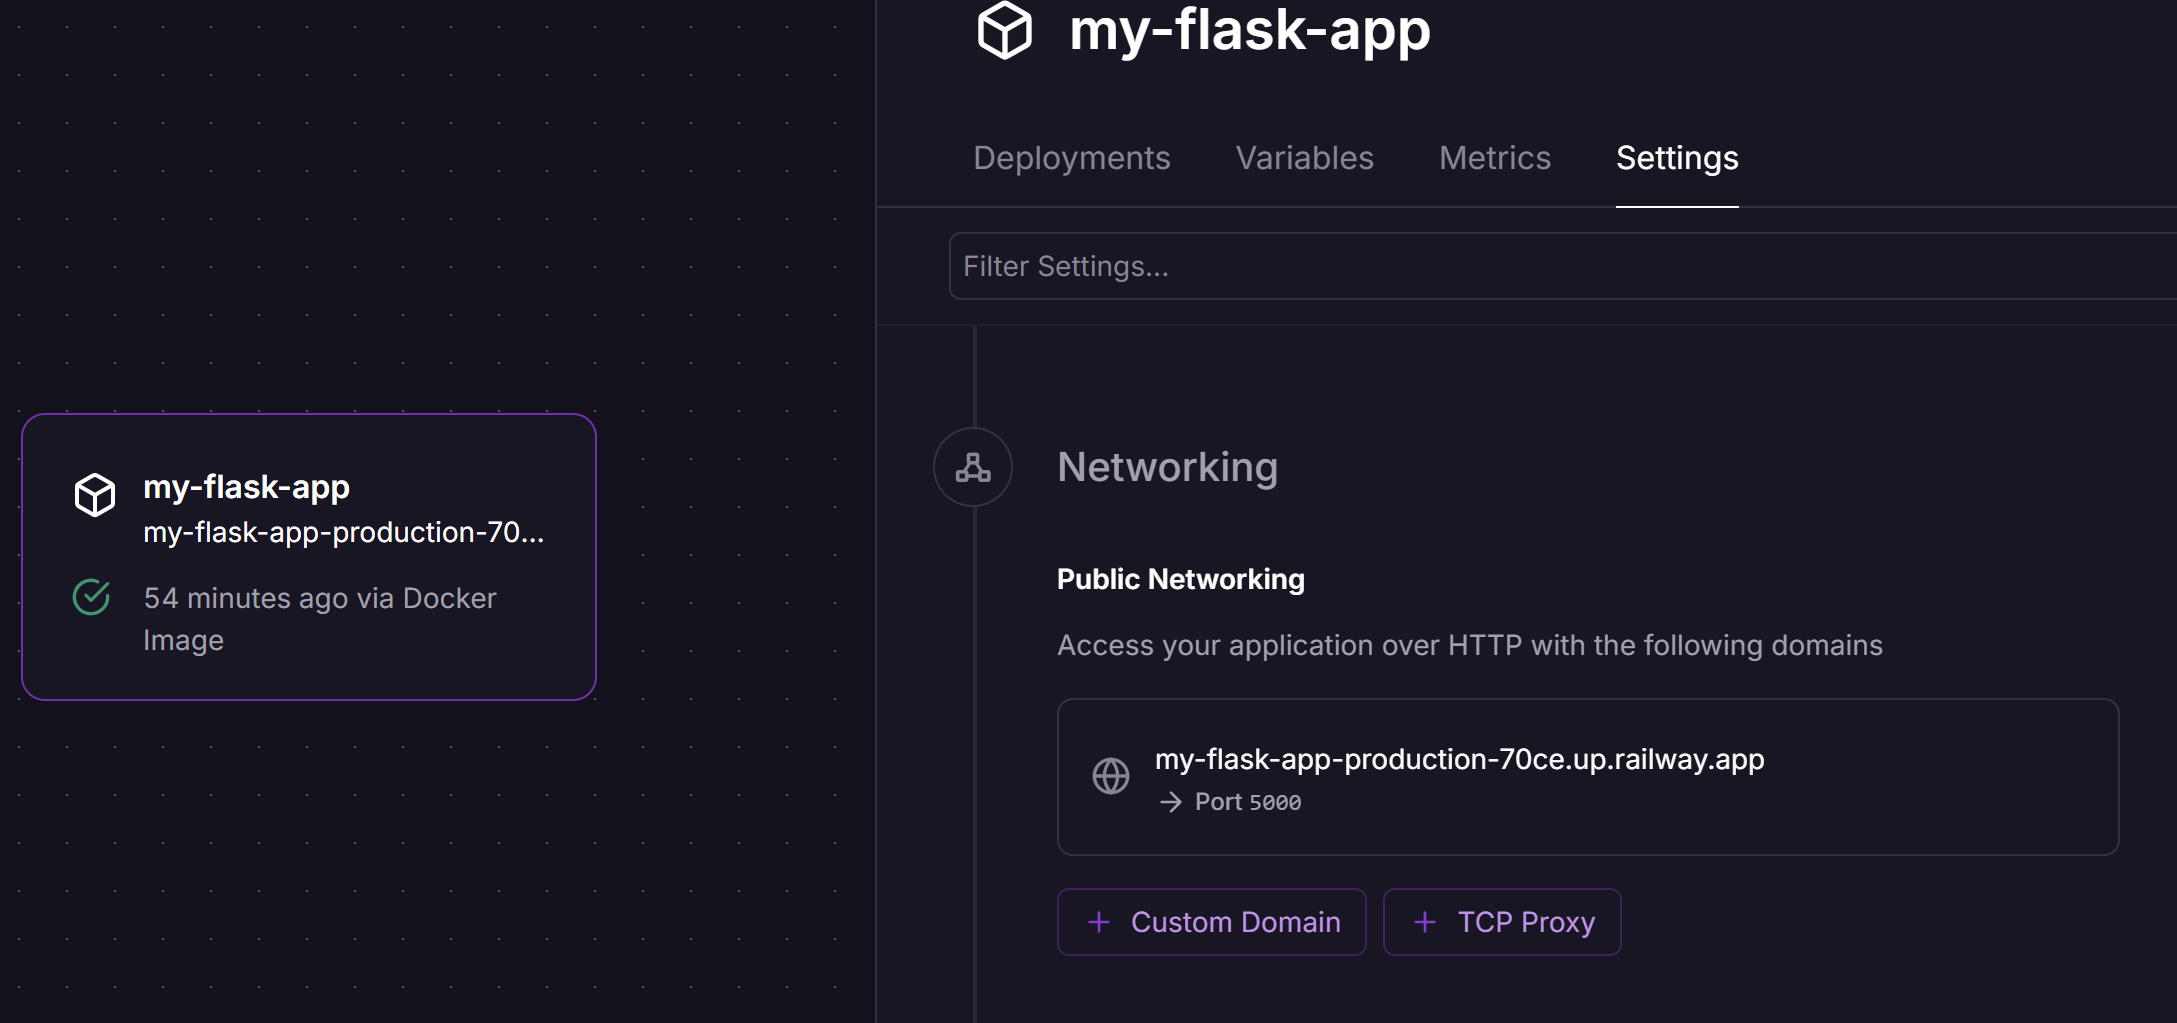 my-flask-app
Deployments Variables Metrics Settings
Filter Settings...
my-flask-app
my-flask-app-production-70...
54 minutes ago via Docker
Image
Networking
Public Networking
Access your application over HTTP with the following domains
my-flask-app-production-70ce.up.railway.app
→ Port 5000
+ Custom Domain
+ TCP Proxy